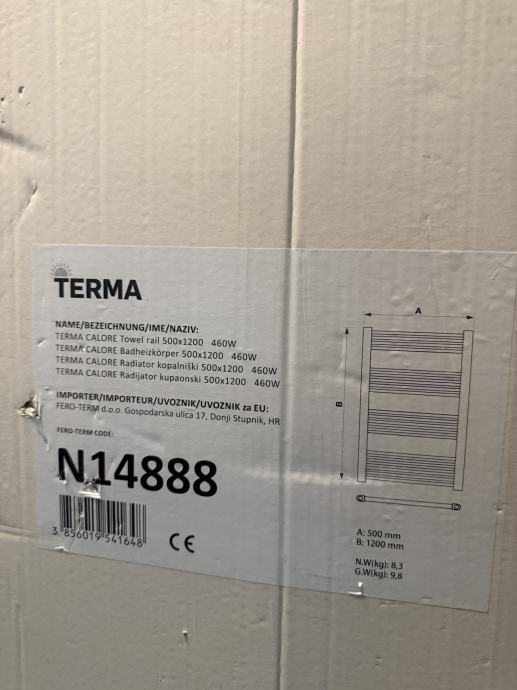 TERMA
NAME/BEZEICHNUNG/IME/NAZIV:
TERMA CALORE Towel rail 500x1200 460W
TERMA CALORE Badheizkörper 500x1200 460W
TERMA CALORE Radiator kopalniški 500x1200 460W
TERMA CALORE Radijator kupaonski 500x1200 460W
IMPORTER/IMPORTEUR/UVOZNIK/UVOZNIK za EU:
FERO-TERM d.o.o. Gospodarska ulica 17, Donji Stupnik, HR
FERO-TERM CODE:
N14888
3 856019 541648
CE
A
B
A: 500 mm
B: 1200 mm
N.W(kg): 8,3
G.W(kg): 9,8